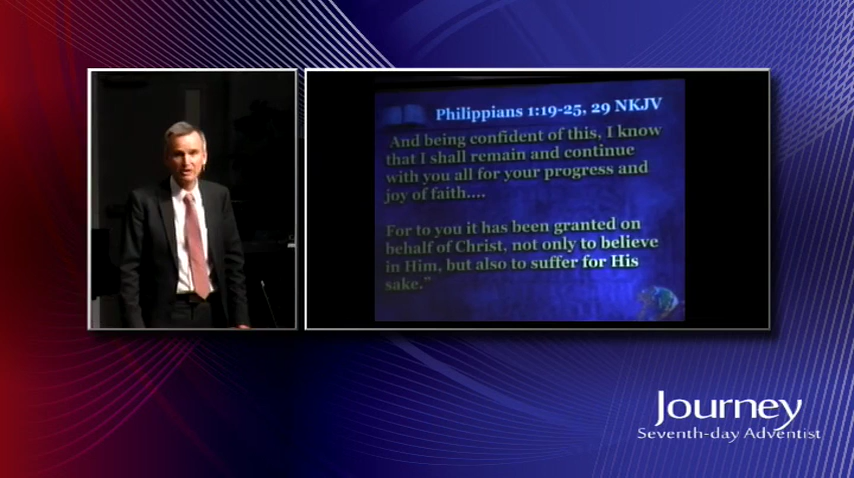 Philippians 1:19-25, 29 NKJV
And being confident of this, I know
that I shall remain and continue
with you all for your progress and
joy of faith....
For to you it has been granted on
behalf of Christ, not only to believe
in Him, but also to suffer for His
sake.”
Journey
Seventh-day Adventist